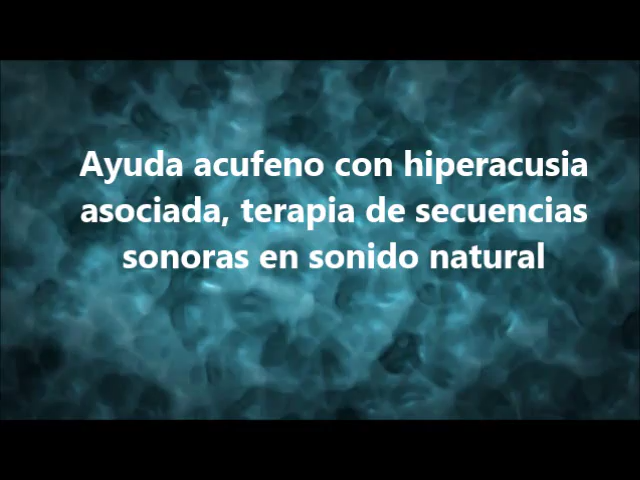 Ayuda acufeno con hiperacusia
asociada, terapia de secuencias
sonoras en sonido natural